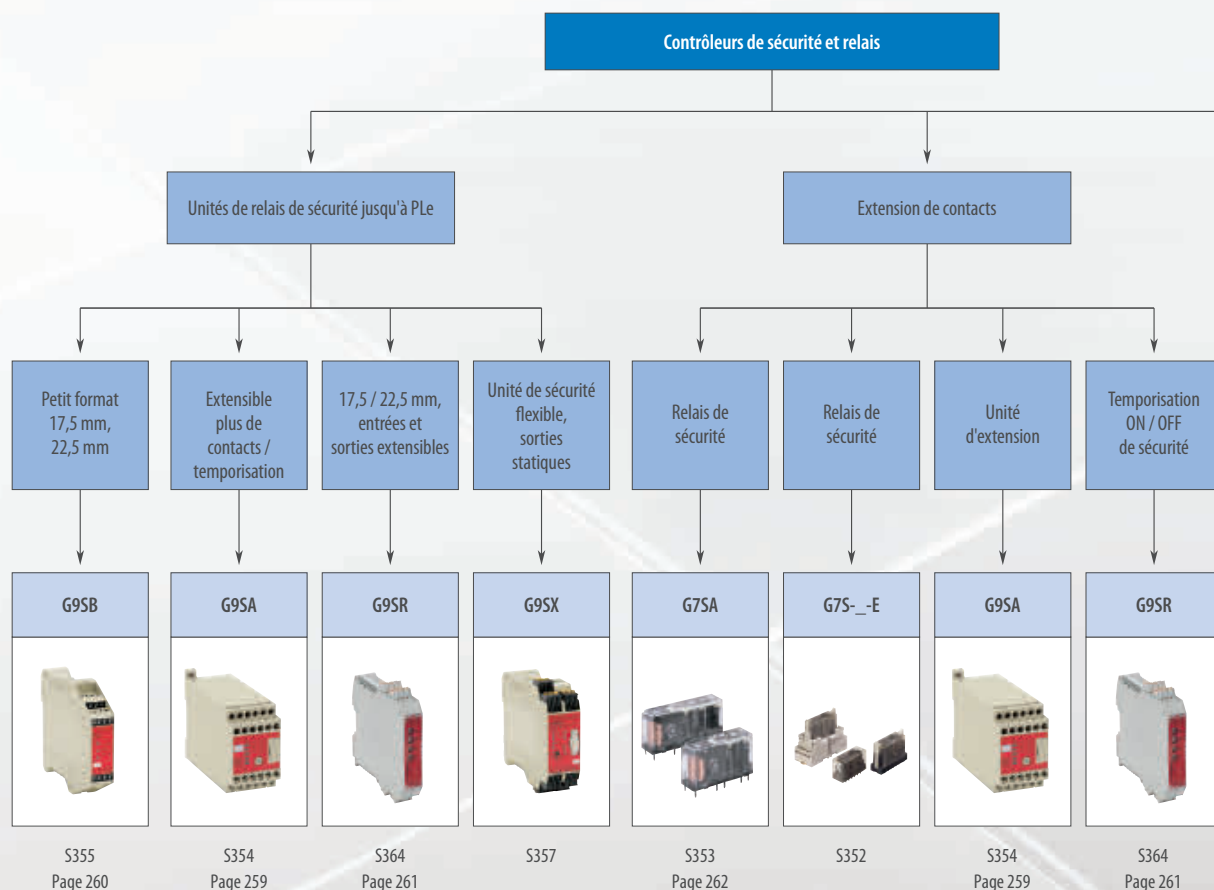 Contrôleurs de sécurité et relais
Unités de relais de sécurité jusqu'à PLe
Extension de contacts
Petit format
17,5 mm,
22,5 mm
Extensible
plus de
contacts /
temporisation
17,5 / 22,5 mm,
entrées et
sorties extensibles
Unité de sécurité
flexible,
sorties
statiques
Relais de
sécurité
Relais de
sécurité
Unité
d'extension
Temporisation
ON / OFF
de sécurité
G9SB
G9SA
G9SR
G9SX
G7SA
G7S-_-E
G9SA
G9SR
S355
Page 260
S354
Page 259
S364
Page 261
S357
S353
Page 262
S352
S354
Page 259
S364
Page 261